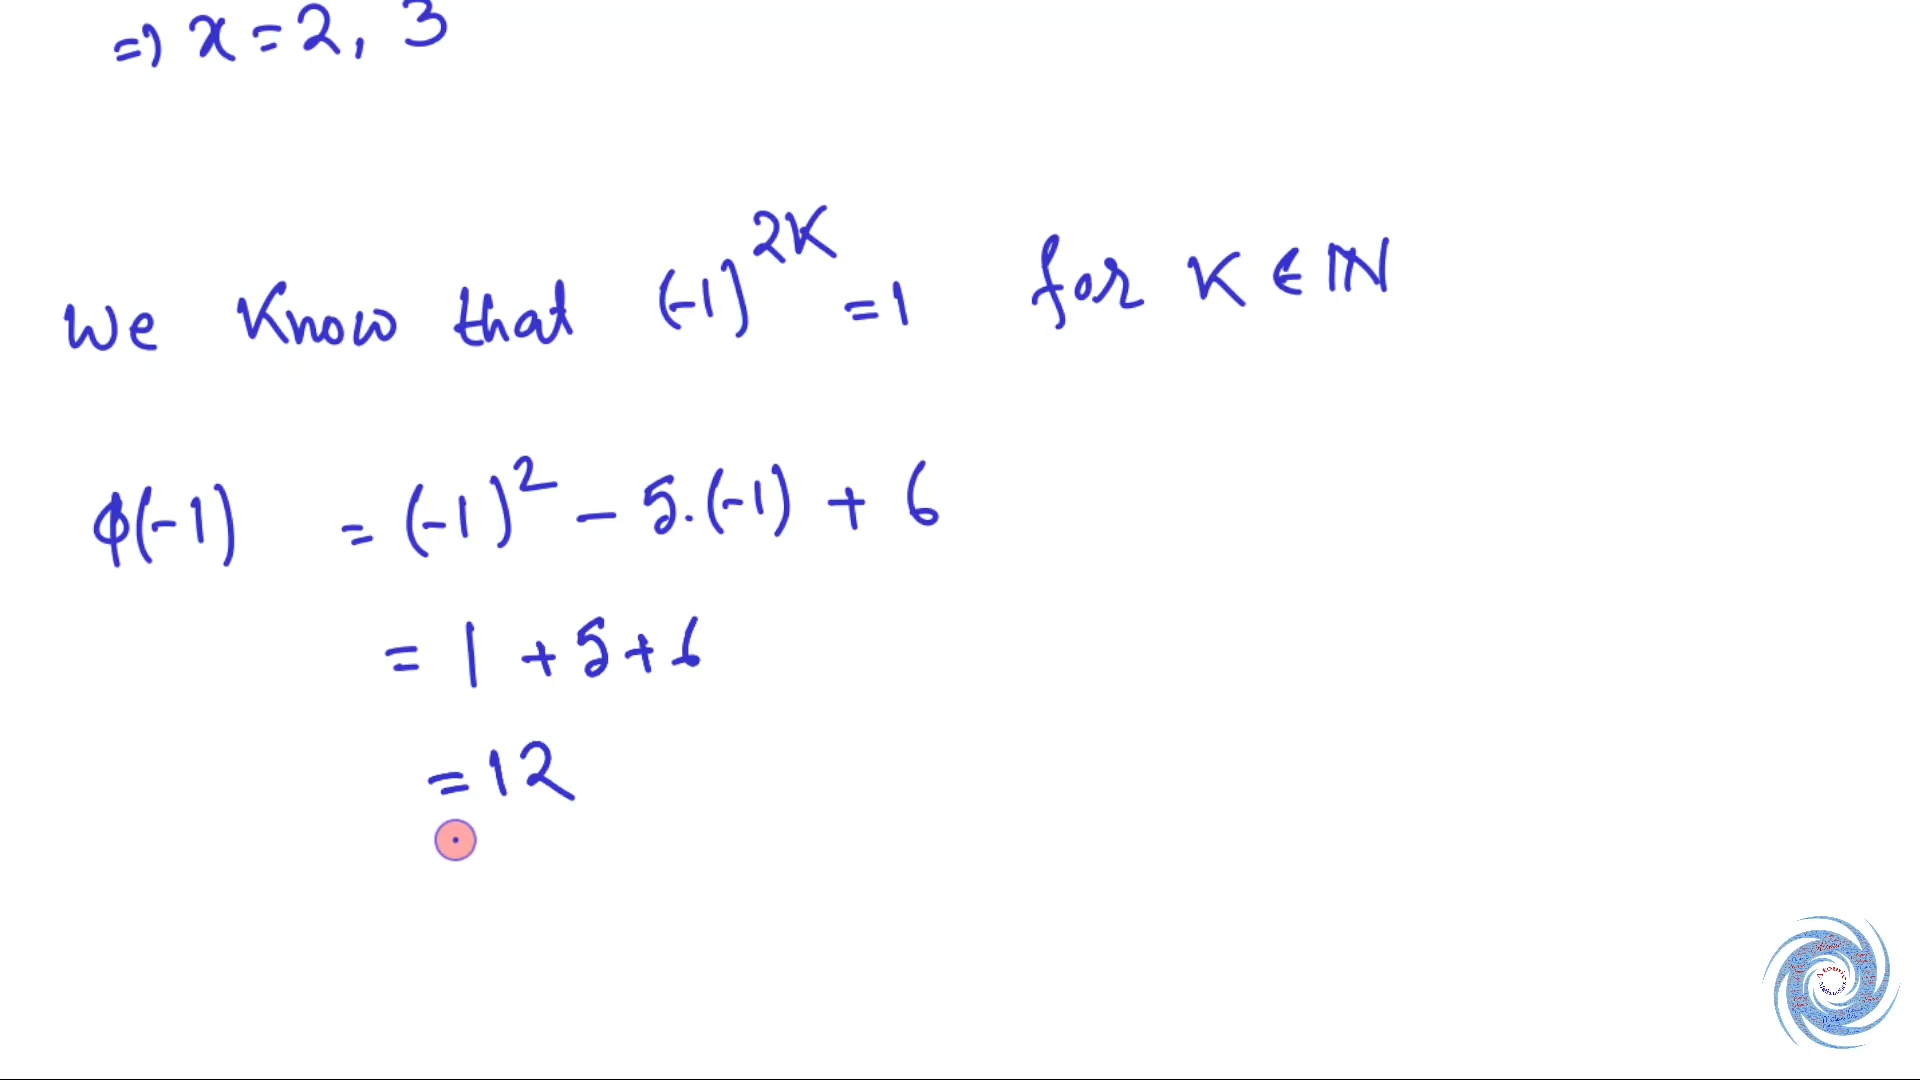 => x = 2, 3
We Know that (-1)^{2K} = 1 for K ∈ ℕ
φ(-1) = (-1)^2 - 5.(-1) + 6
= 1 + 5 + 6
= 12